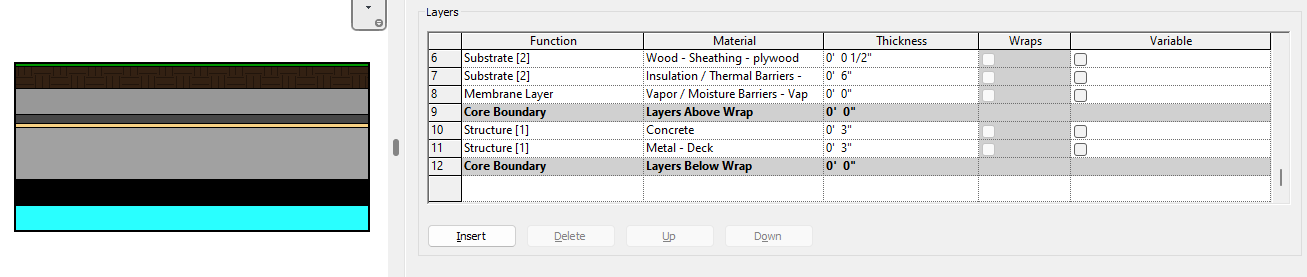 Layers
Function Material Thickness Wraps Variable
6 Substrate [2] Wood - Sheathing - plywood 0' 0 1/2"
7 Substrate [2] Insulation / Thermal Barriers - 0' 6"
8 Membrane Layer Vapor / Moisture Barriers - Vap 0' 0"
9 Core Boundary Layers Above Wrap 0' 0"
10 Structure [1] Concrete 0' 3"
11 Structure [1] Metal - Deck 0' 3"
12 Core Boundary Layers Below Wrap 0' 0"
Insert Delete Up Down